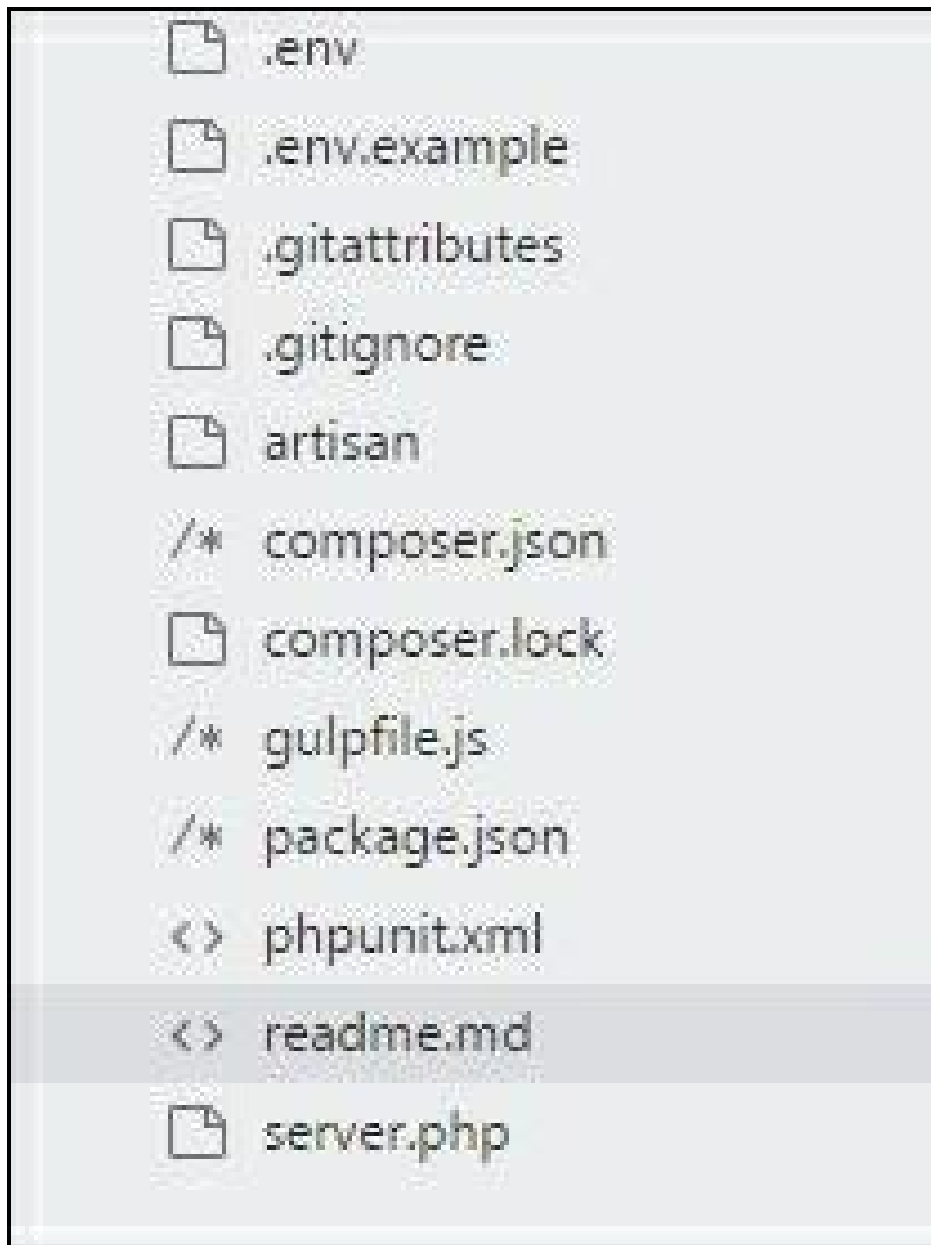 .env
.env.example
.gitattributes
.gitignore
artisan
/* composer.json
composer.lock
/* gulpfile.js
/* package.json
<> phpunit.xml
<> readme.md
server.php